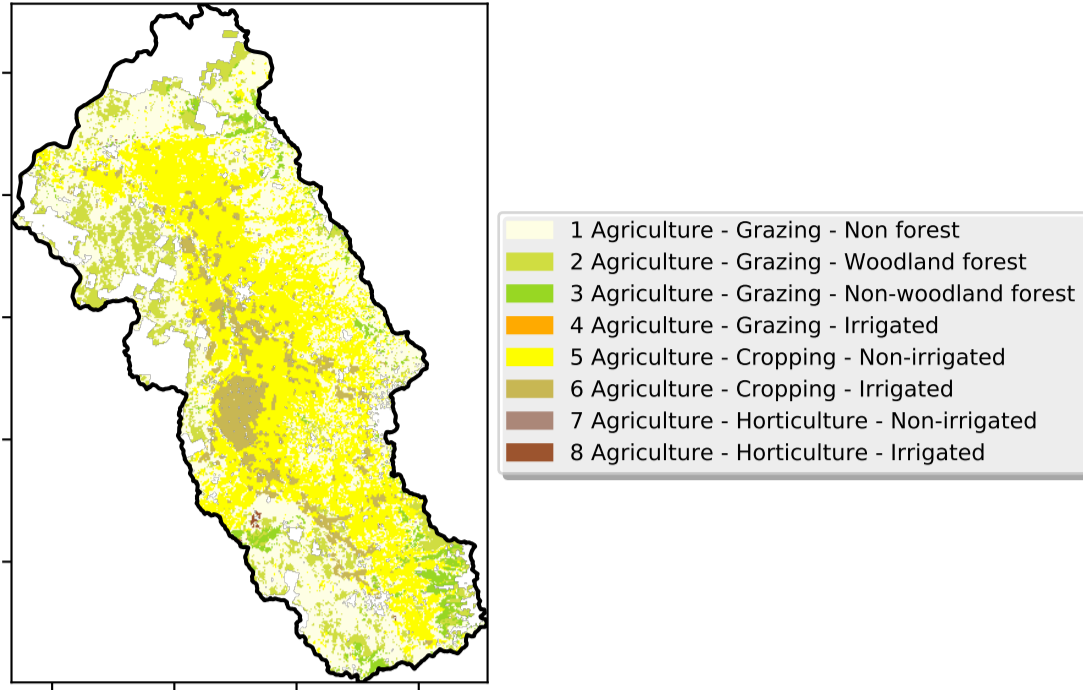 1 Agriculture - Grazing - Non forest
2 Agriculture - Grazing - Woodland forest
3 Agriculture - Grazing - Non-woodland forest
4 Agriculture - Grazing - Irrigated
5 Agriculture - Cropping - Non-irrigated
6 Agriculture - Cropping - Irrigated
7 Agriculture - Horticulture - Non-irrigated
8 Agriculture - Horticulture - Irrigated